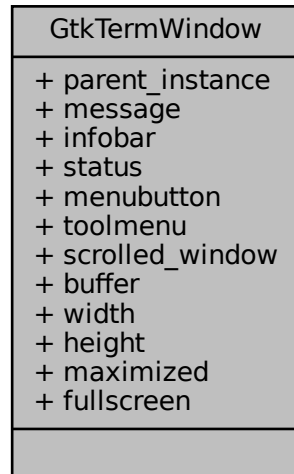 GtkTermWindow
+ parent_instance
+ message
+ infobar
+ status
+ menubutton
+ toolmenu
+ scrolled_window
+ buffer
+ width
+ height
+ maximized
+ fullscreen